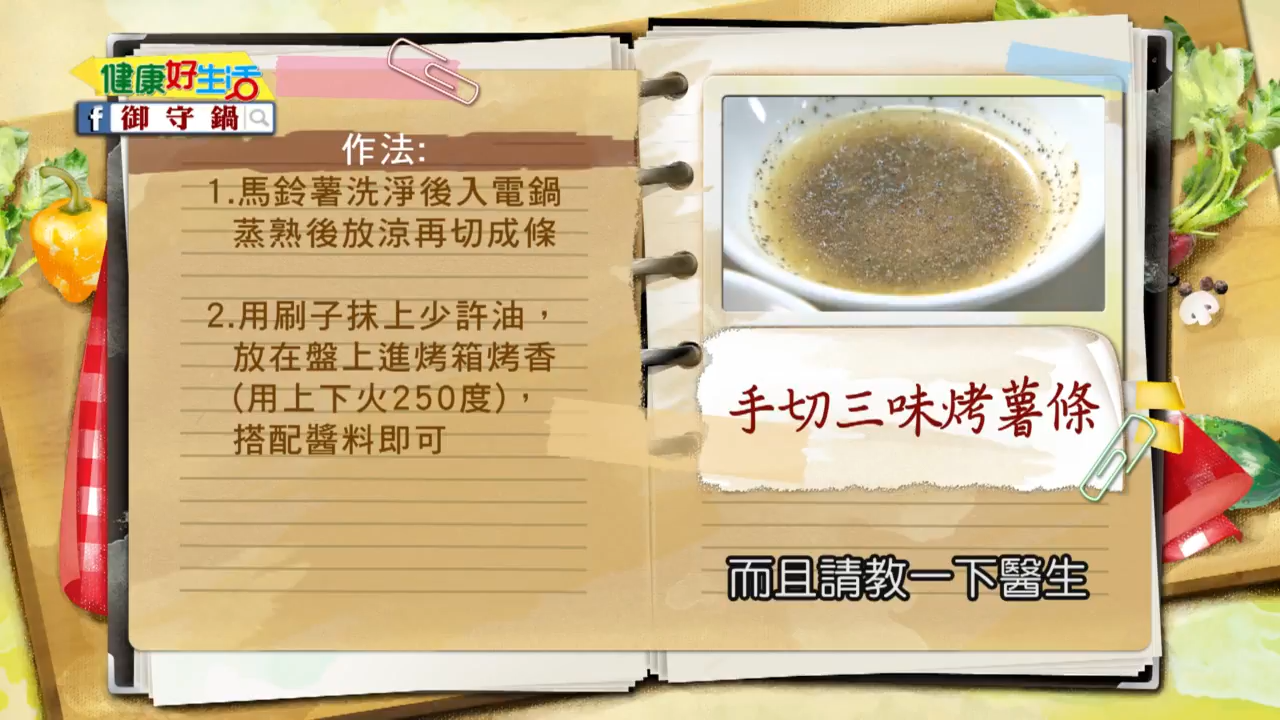 健康好生活
f 御守鍋
作法:
1.馬鈴薯洗淨後入電鍋
蒸熟後放涼再切成條
2.用刷子抹上少許油，
放在盤上進烤箱烤香
(用上下火250度)，
搭配醬料即可
手切三味烤薯條
而且請教一下醫生